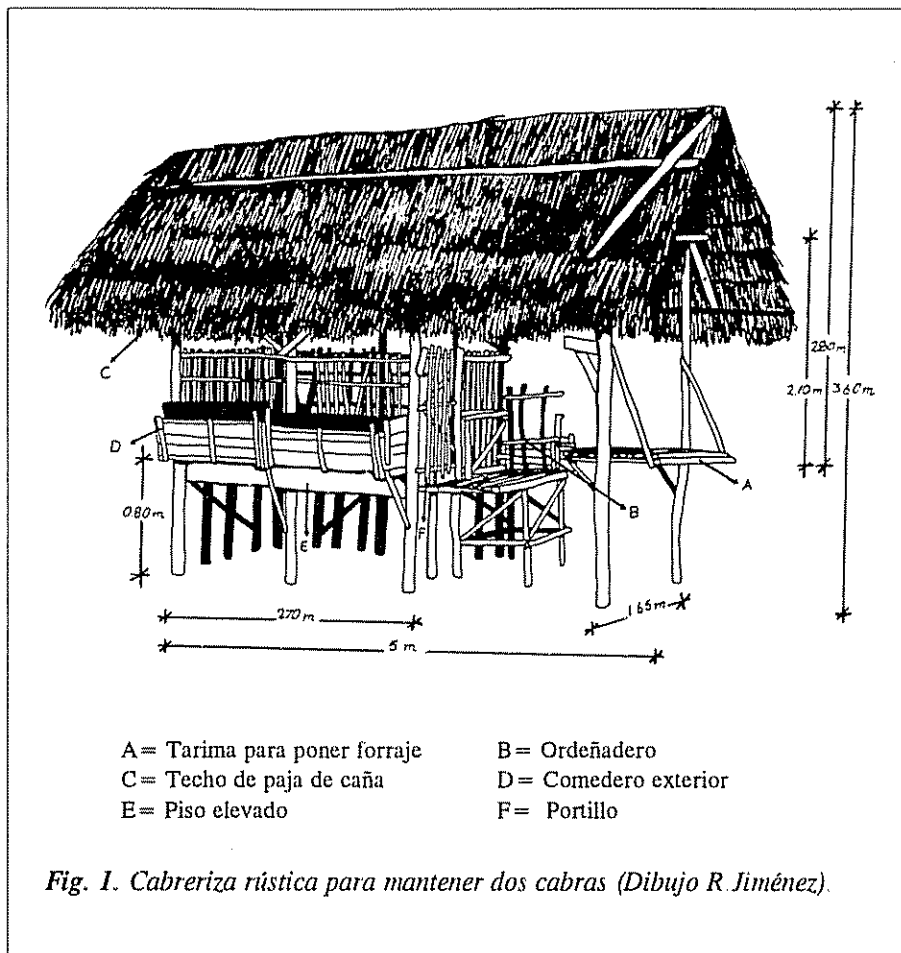 C
D
E
F
B
A
0.80m
2.70m
1.65m
5 m
2.10m
2.80m
3.60m
A= Tarima para poner forraje B= Ordeñadero
C= Techo de paja de caña D= Comedero exterior
E= Piso elevado F= Portillo
Fig. 1. Cabreriza rústica para mantener dos cabras (Dibujo R. Jiménez).